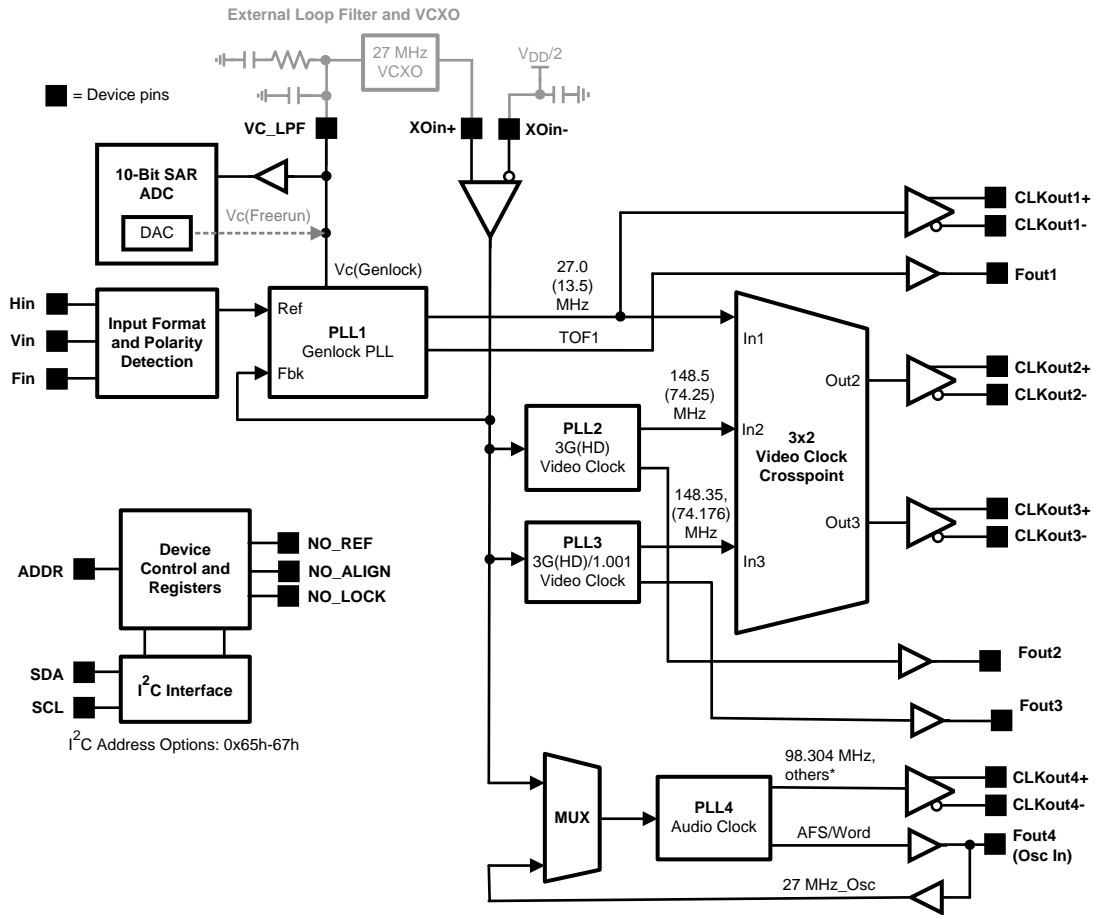 External Loop Filter and VCXO
27 MHz
VCXO
VDD/2
= Device pins
VC_LPF
XOin+
XOin-
10-Bit SAR
ADC
DAC
Vc(Freerun)
Vc(Genlock)
Hin
Vin
Fin
Input Format
and Polarity
Detection
Ref
PLL1
Genlock PLL
Fbk
27.0
(13.5)
MHz
TOF1
CLKout1+
CLKout1-
Fout1
In1
148.5
(74.25)
MHz
In2
3x2
Video Clock
Crosspoint
Out2
CLKout2+
CLKout2-
PLL2
3G(HD)
Video Clock
148.35,
(74.176)
MHz
In3
Out3
CLKout3+
CLKout3-
PLL3
3G(HD)/1.001
Video Clock
ADDR
Device
Control and
Registers
NO_REF
NO_ALIGN
NO_LOCK
SDA
SCL
I2C Interface
I2C Address Options: 0x65h-67h
Fout2
Fout3
MUX
PLL4
Audio Clock
98.304 MHz,
others*
CLKout4+
CLKout4-
AFS/Word
Fout4
(Osc In)
27 MHz_Osc